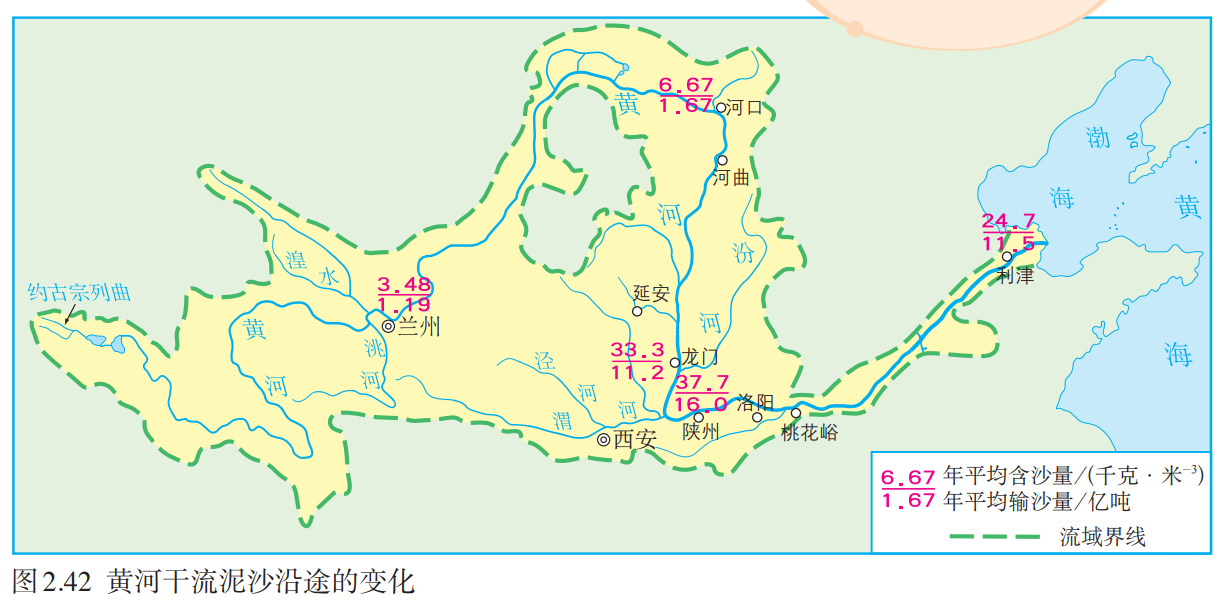 6.67
1.67
河口
黄
河曲
渤
海
黄
河
汾
24.7
11.5
利津
湟
水
约古宗列曲
3.48
1.19
兰州
延安
黄
河
海
洮
河
33.3
11.2
龙门
泾
河
37.7
16.0
洛阳
河
渭
河
陕州
桃花峪
西安
6.67 年平均含沙量/(千克·米⁻³)
1.67 年平均输沙量/亿吨
流域界线
图2.42 黄河干流泥沙沿途的变化